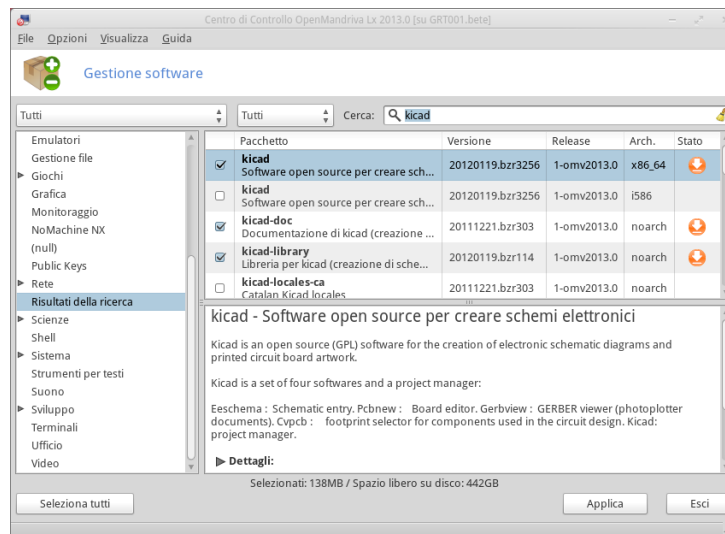 Centro di Controllo OpenMandriva Lx 2013.0 [su GRT001.bete]
File Opzioni Visualizza Guida
Gestione software
Tutti Tutti Cerca: kicad
Emulatori
Gestione file
Giochi
Grafica
Monitoraggio
NoMachine NX
(null)
Public Keys
Rete
Risultati della ricerca
Scienze
Shell
Sistema
Strumenti per testi
Suono
Sviluppo
Terminali
Ufficio
Video
Pacchetto Versione Release Arch. Stato
kicad
Software open source per creare sch... 20120119.bzr3256 1-omv2013.0 x86_64
kicad
Software open source per creare sch... 20120119.bzr3256 1-omv2013.0 i586
kicad-doc
Documentazione di kicad (creazione ... 20111221.bzr303 1-omv2013.0 noarch
kicad-library
Libreria per kicad (creazione di sche... 20120119.bzr114 1-omv2013.0 noarch
kicad-locales-ca
Catalan Kicad locales 20111221.bzr303 1-omv2013.0 noarch
kicad - Software open source per creare schemi elettronici
Kicad is an open source (GPL) software for the creation of electronic schematic diagrams and
printed circuit board artwork.
Kicad is a set of four softwares and a project manager:
Eeschema : Schematic entry. Pcbnew : Board editor. Gerbview : GERBER viewer (photoplotter
documents). Cvpcb : footprint selector for components used in the circuit design. Kicad:
project manager.
Dettagli:
Selezionati: 138MB / Spazio libero su disco: 442GB
Seleziona tutti Applica Esci